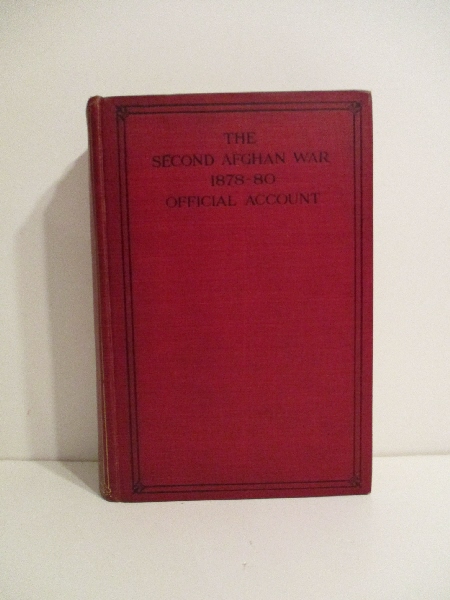 THE
SECOND AFGHAN WAR
1878-80
OFFICIAL ACCOUNT